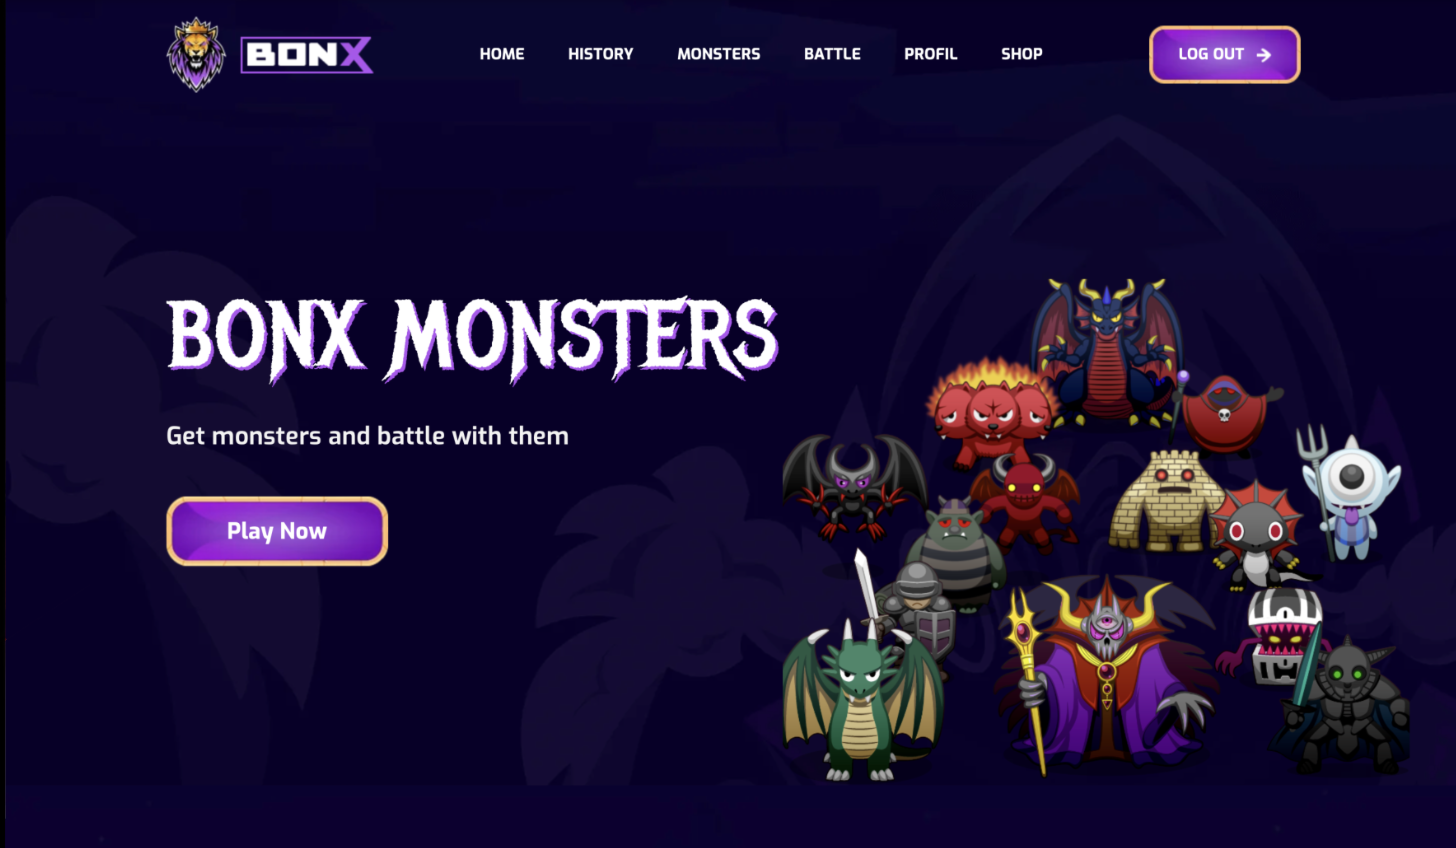 BONX
HOME HISTORY MONSTERS BATTLE PROFIL SHOP
LOG OUT
BONX MONSTERS
Get monsters and battle with them
Play Now